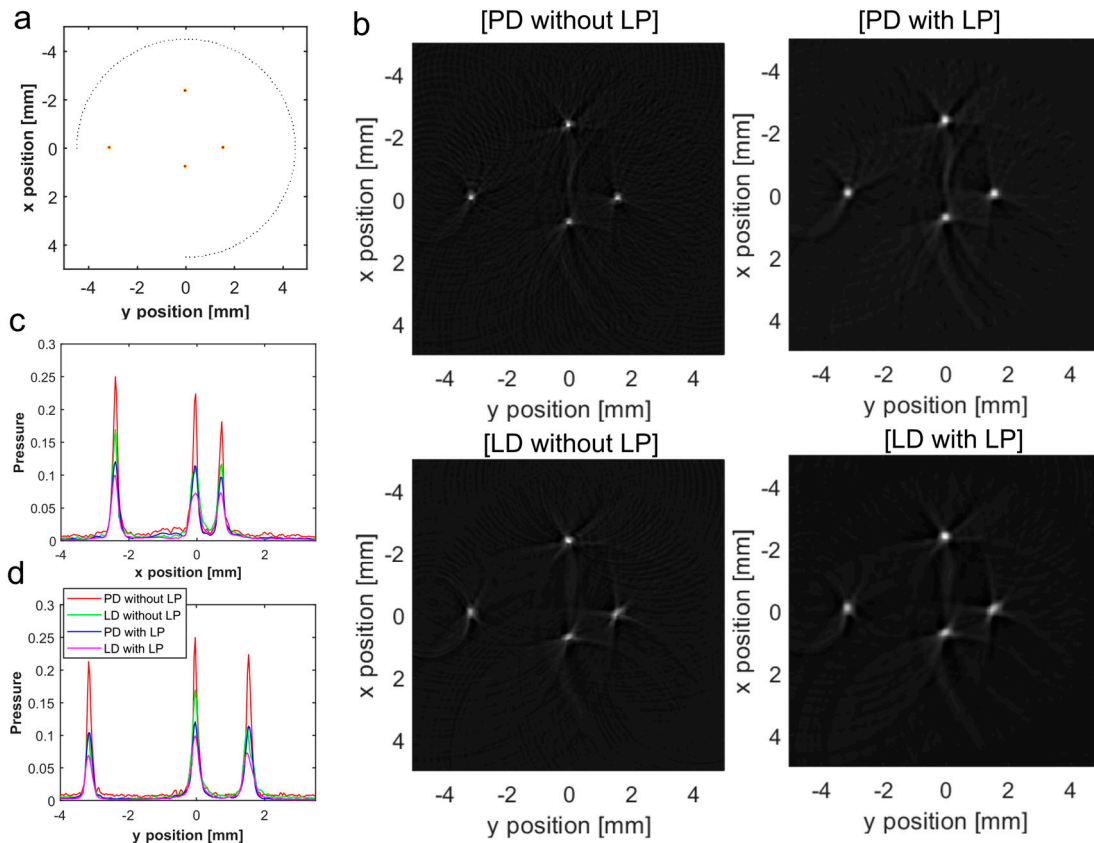 a
-4
-2
0
2
4
x position [mm]
-4 -2 0 2 4
y position [mm]
b
[PD without LP]
-4
-2
0
2
4
x position [mm]
-4 -2 0 2 4
y position [mm]
[PD with LP]
-4
-2
0
2
4
x position [mm]
-4 -2 0 2 4
y position [mm]
c
0.3
0.25
0.2
0.15
0.1
0.05
0
Pressure
-4 -2 0 2
x position [mm]
d
0.3
0.25
0.2
0.15
0.1
0.05
0
Pressure
PD without LP
LD without LP
PD with LP
LD with LP
-4 -2 0 2
y position [mm]
[LD without LP]
-4
-2
0
2
4
x position [mm]
-4 -2 0 2 4
y position [mm]
[LD with LP]
-4
-2
0
2
4
x position [mm]
-4 -2 0 2 4
y position [mm]